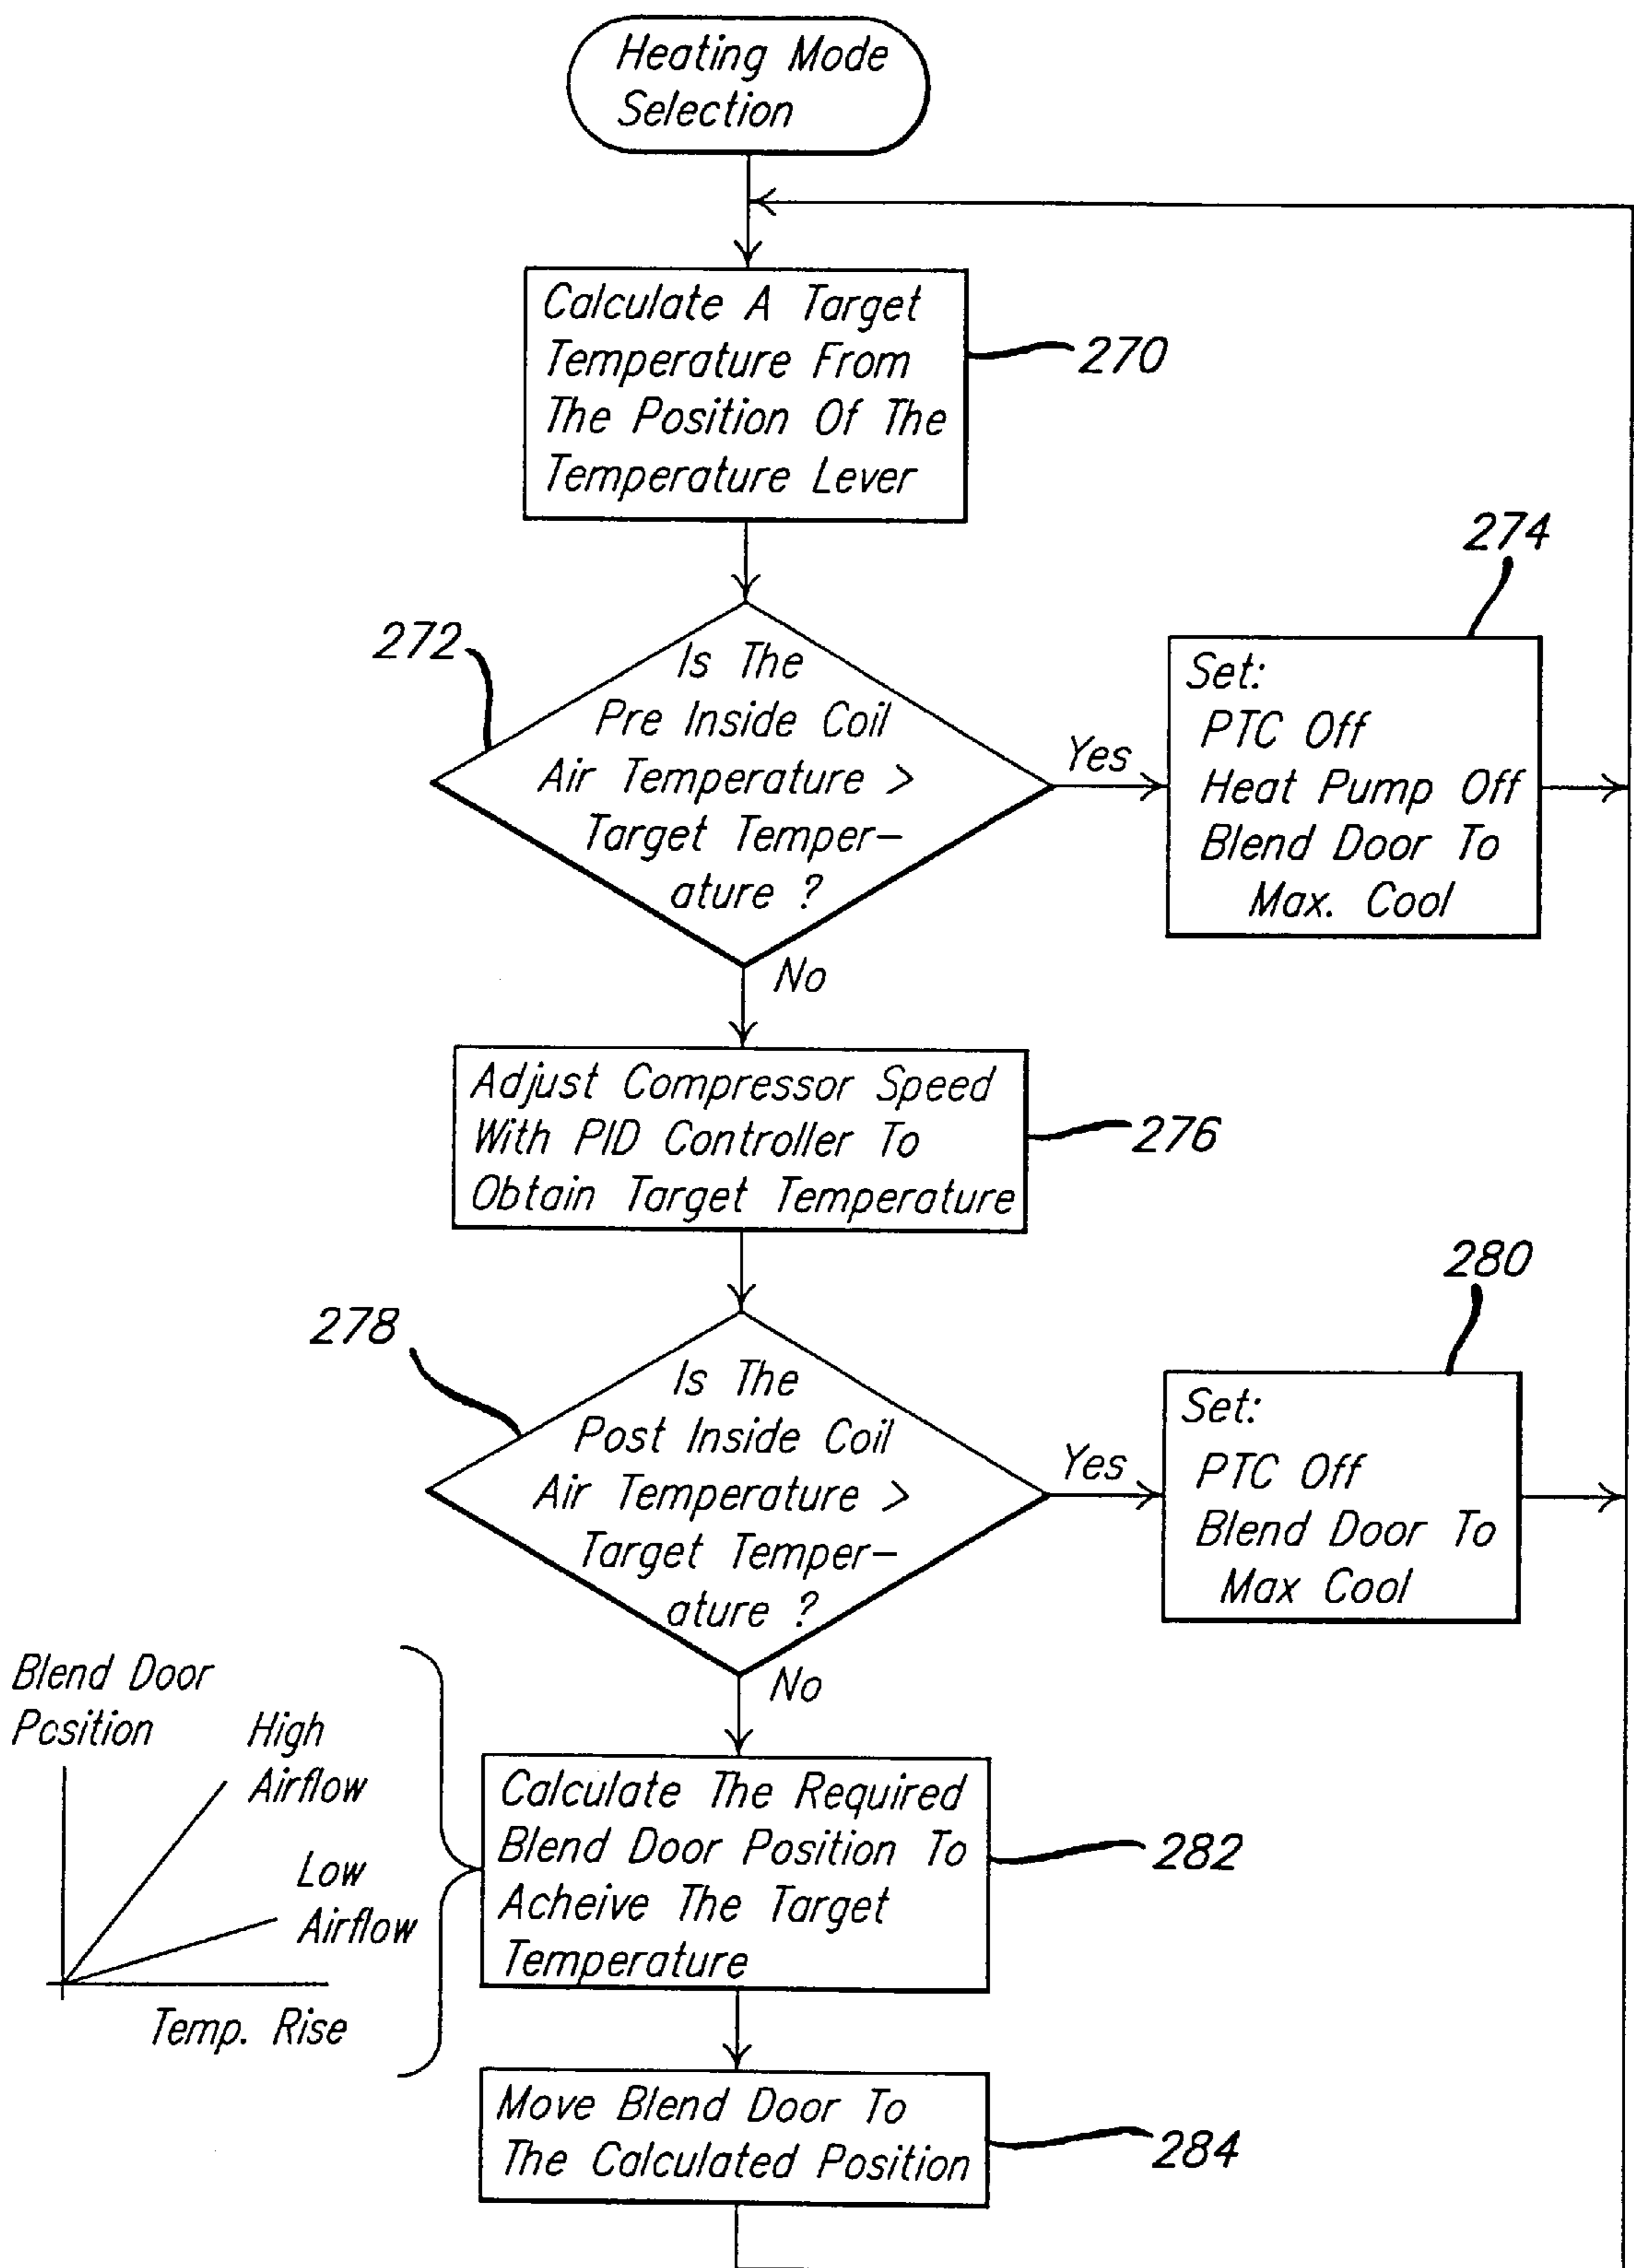 Heating Mode
Selection
Calculate A Target
Temperature From
The Position Of The
Temperature Lever
270
272
Is The
Pre Inside Coil
Air Temperature >
Target Temper-
ature ?
Yes
274
Set:
PTC Off
Heat Pump Off
Blend Door To
Max. Cool
No
Adjust Compressor Speed
With PID Controller To
Obtain Target Temperature
276
278
Is The
Post Inside Coil
Air Temperature >
Target Temper-
ature ?
Yes
280
Set:
PTC Off
Blend Door To
Max Cool
No
Blend Door
Position
High
Airflow
Low
Airflow
Temp. Rise
Calculate The Required
Blend Door Position To
Acheive The Target
Temperature
282
Move Blend Door To
The Calculated Position
284